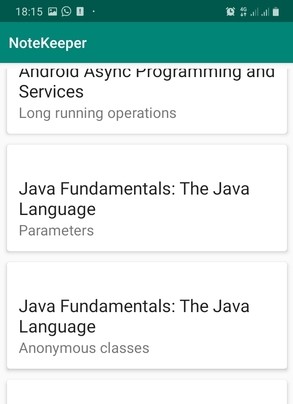 18:15
NoteKeeper
Android Async Programming and
Services
Long running operations
Java Fundamentals: The Java
Language
Parameters
Java Fundamentals: The Java
Language
Anonymous classes